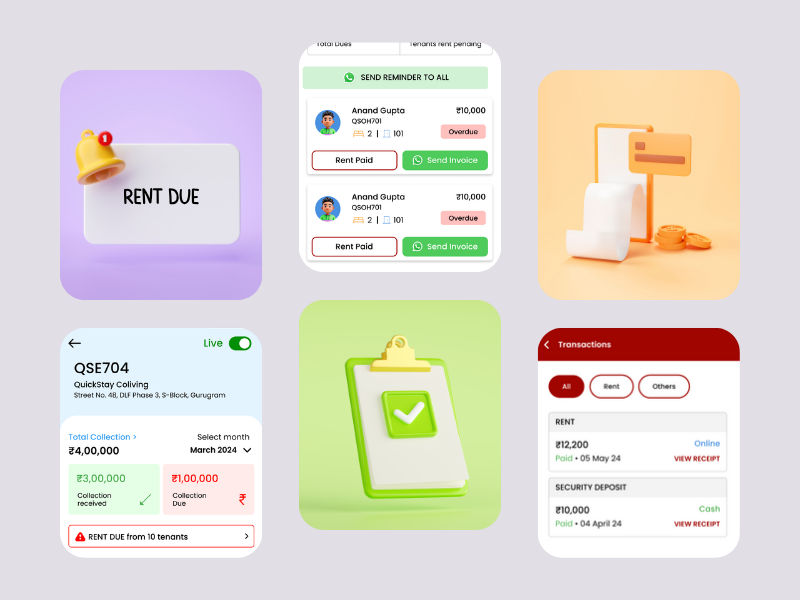 1
RENT DUE
Total Dues
Tenants rent pending
SEND REMINDER TO ALL
Anand Gupta
₹10,000
QSOH701
2 | 101
Overdue
Rent Paid
Send Invoice
Anand Gupta
₹10,000
QSOH701
2 | 101
Overdue
Rent Paid
Send Invoice
Live
QSE704
QuickStay Coliving
Street No. 48, DLF Phase 3, S-Block, Gurugram
Total Collection >
Select month
₹4,00,000
March 2024
₹3,00,000
Collection
received
₹1,00,000
Collection
Due
₹
RENT DUE from 10 tenants
Transactions
All
Rent
Others
RENT
₹12,200
Online
Paid • 05 May 24
VIEW RECEIPT
SECURITY DEPOSIT
₹10,000
Cash
Paid • 04 April 24
VIEW RECEIPT